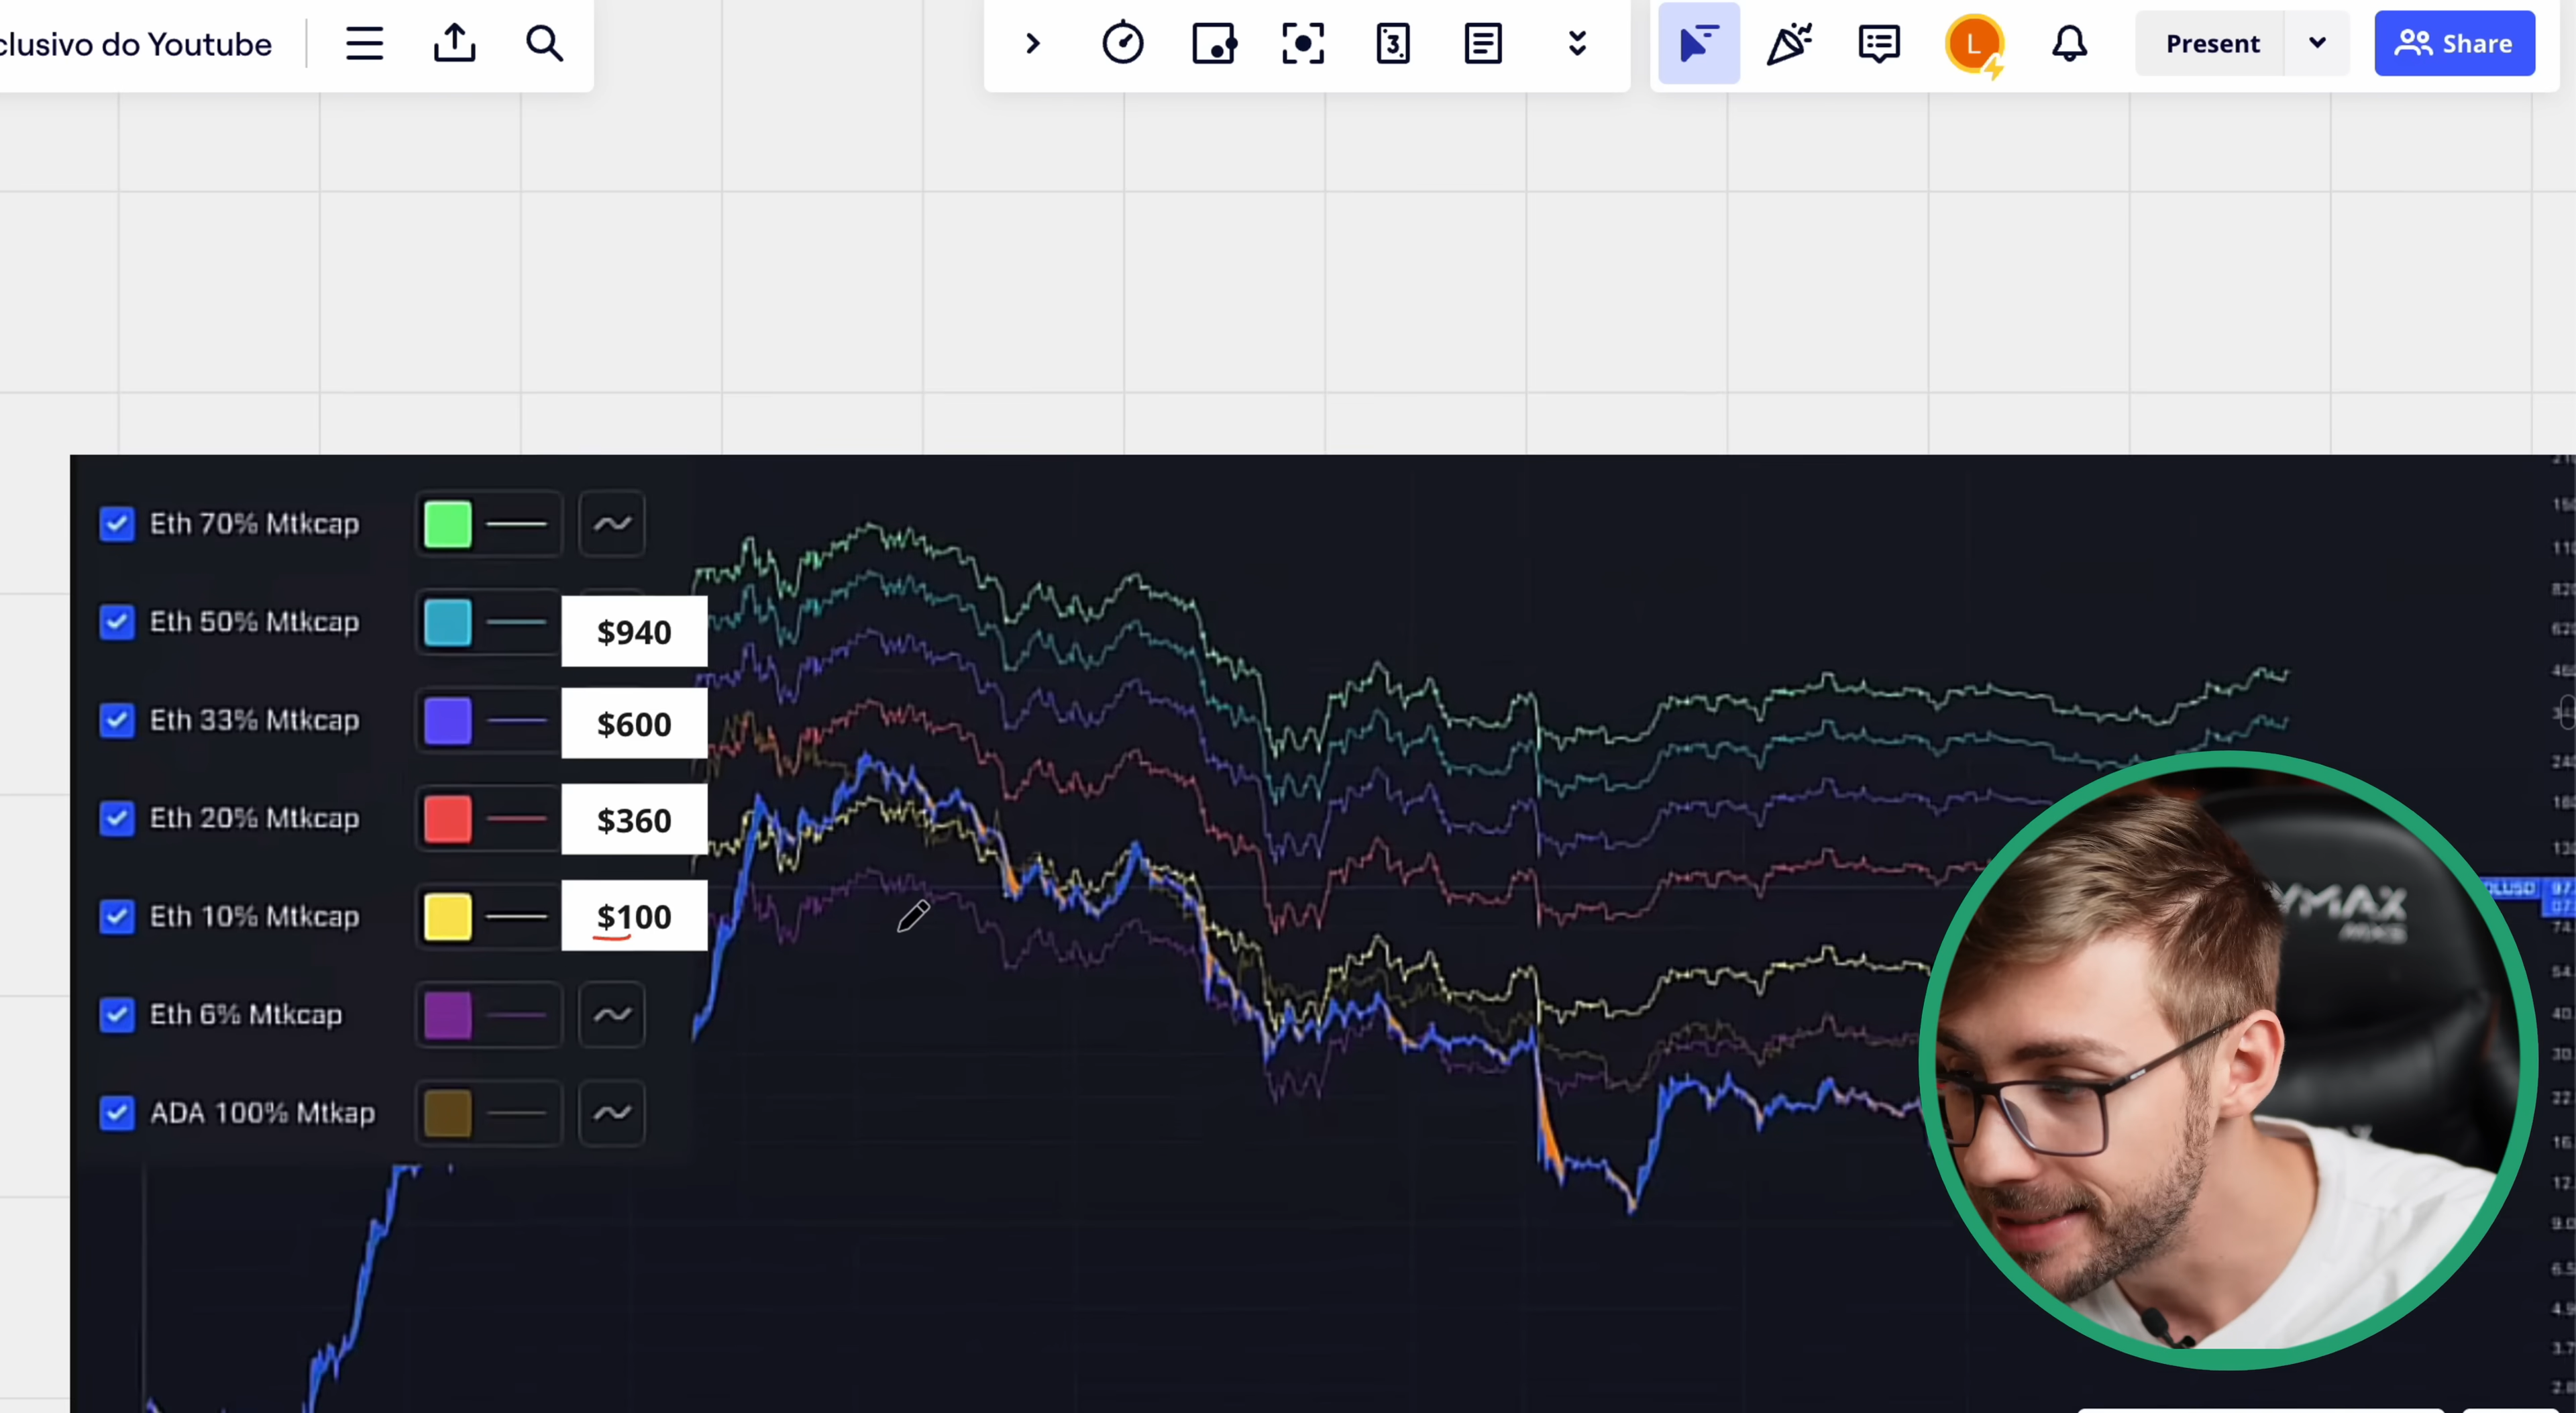 clusivo do Youtube
3
L
Present
Share
Eth 70% Mtkcap
Eth 50% Mtkcap
$940
Eth 33% Mtkcap
$600
Eth 20% Mtkcap
$360
Eth 10% Mtkcap
$100
Eth 6% Mtkcap
ADA 100% Mtkap